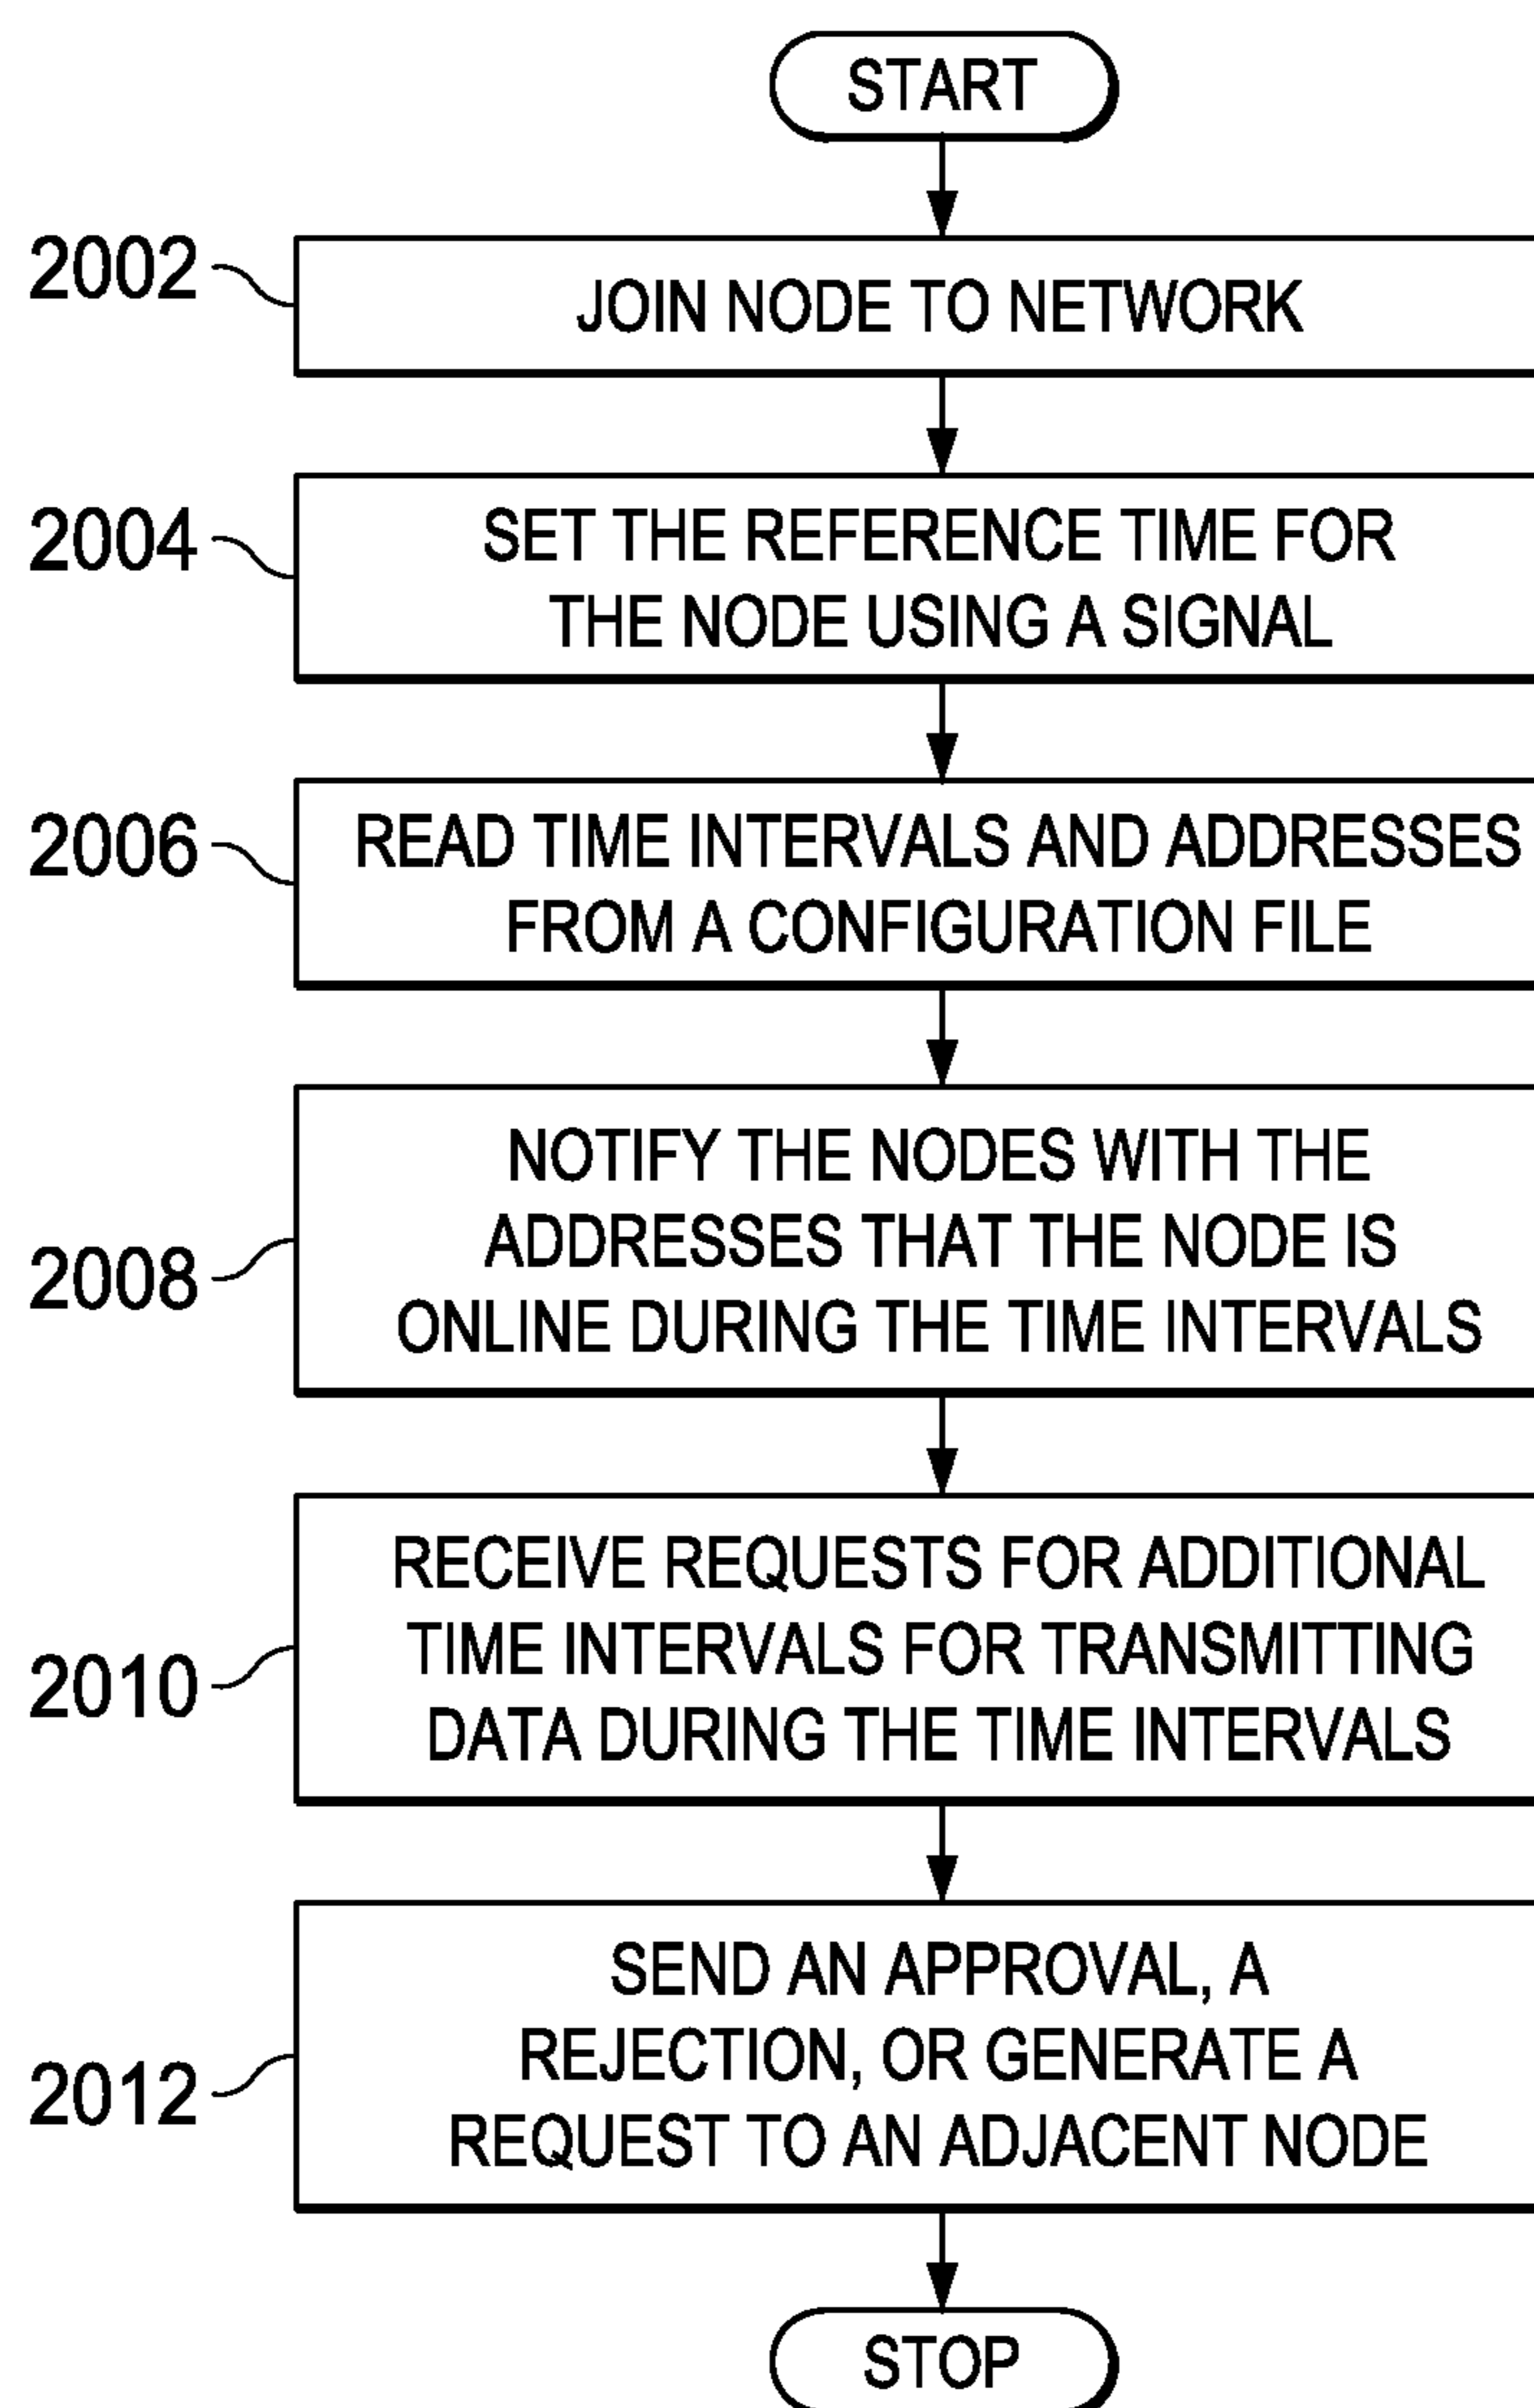 START
2002
JOIN NODE TO NETWORK
2004
SET THE REFERENCE TIME FOR
THE NODE USING A SIGNAL
2006
READ TIME INTERVALS AND ADDRESSES
FROM A CONFIGURATION FILE
2008
NOTIFY THE NODES WITH THE
ADDRESSES THAT THE NODE IS
ONLINE DURING THE TIME INTERVALS
2010
RECEIVE REQUESTS FOR ADDITIONAL
TIME INTERVALS FOR TRANSMITTING
DATA DURING THE TIME INTERVALS
2012
SEND AN APPROVAL, A
REJECTION, OR GENERATE A
REQUEST TO AN ADJACENT NODE
STOP